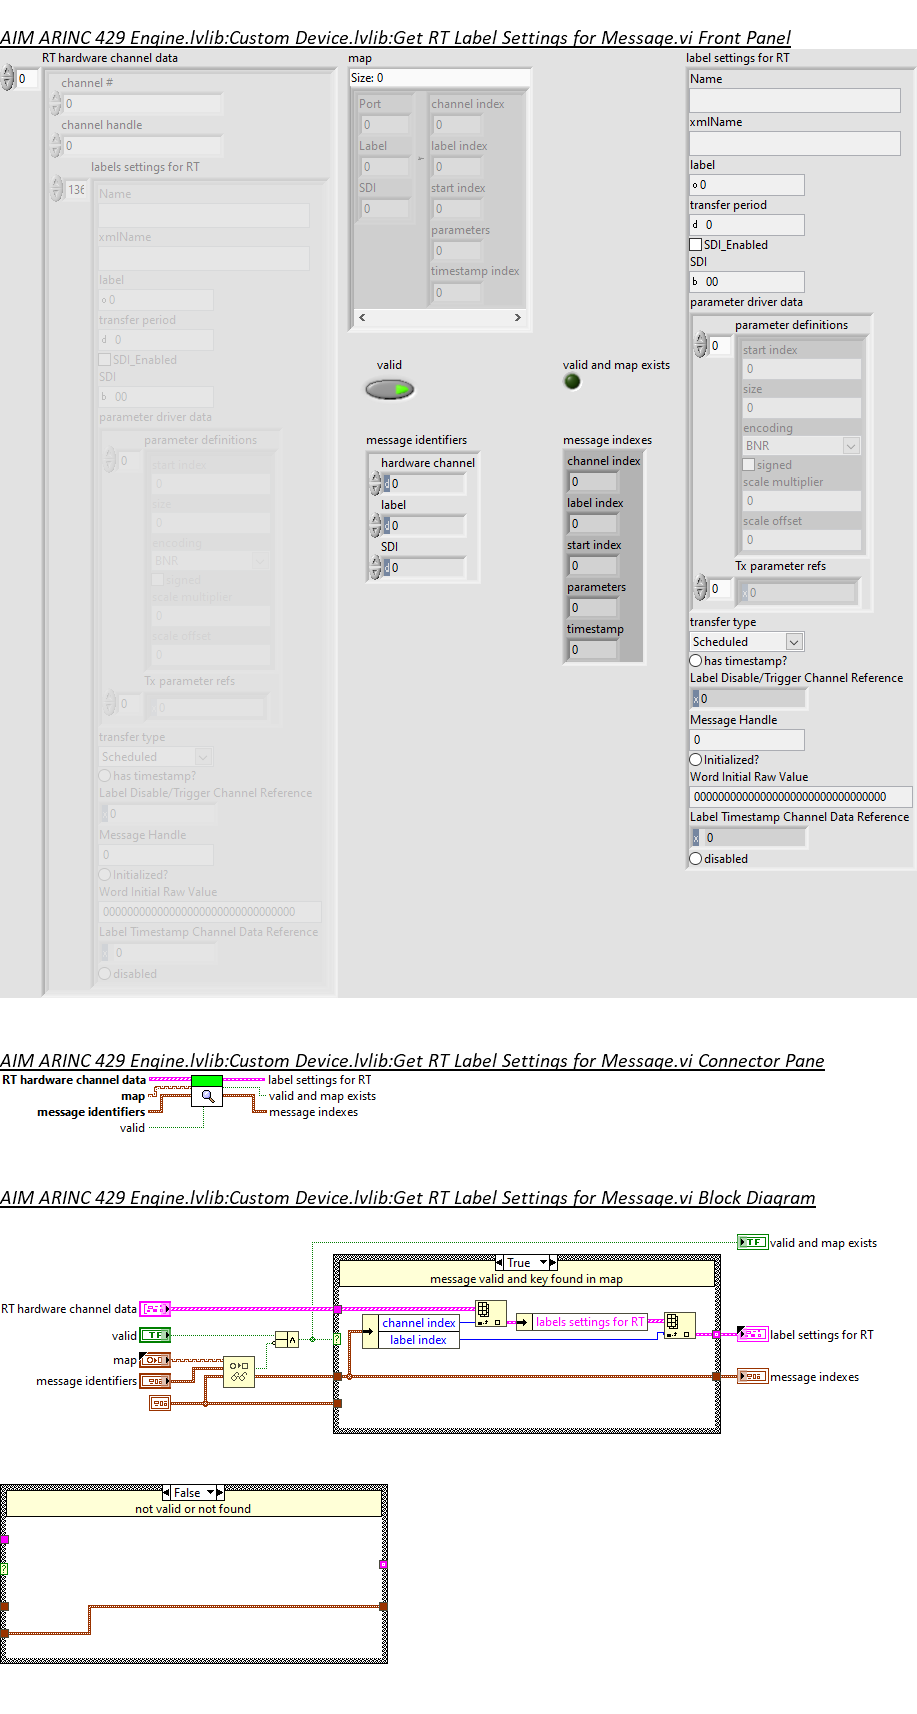 AIM ARINC 429 Engine.lvlib:Custom Device.lvlib:Get RT Label Settings for Message.vi Front Panel
RT hardware channel data
0
channel #
0
channel handle
0
labels settings for RT
136
Name
xmlName
label
o 0
transfer period
d 0
SDI_Enabled
SDI
b 00
parameter driver data
parameter definitions
0
start index
0
size
0
encoding
BNR
signed
scale multiplier
0
scale offset
0
Tx parameter refs
0
x 0
transfer type
Scheduled
has timestamp?
Label Disable/Trigger Channel Reference
x 0
Message Handle
0
Initialized?
Word Initial Raw Value
00000000000000000000000000000000
Label Timestamp Channel Data Reference
x 0
disabled
map
Size: 0
Port
0
Label
0
SDI
0
channel index
0
label index
0
start index
0
parameters
0
timestamp index
0
valid
valid and map exists
message identifiers
hardware channel
d 0
label
d 0
SDI
d 0
message indexes
channel index
0
label index
0
start index
0
parameters
0
timestamp
0
label settings for RT
Name
xmlName
label
o 0
transfer period
d 0
SDI_Enabled
SDI
b 00
parameter driver data
parameter definitions
0
start index
0
size
0
encoding
BNR
signed
scale multiplier
0
scale offset
0
Tx parameter refs
0
x 0
transfer type
Scheduled
has timestamp?
Label Disable/Trigger Channel Reference
x 0
Message Handle
0
Initialized?
Word Initial Raw Value
00000000000000000000000000000000
Label Timestamp Channel Data Reference
x 0
disabled
AIM ARINC 429 Engine.lvlib:Custom Device.lvlib:Get RT Label Settings for Message.vi Connector Pane
RT hardware channel data
map
message identifiers
valid
label settings for RT
valid and map exists
message indexes
AIM ARINC 429 Engine.lvlib:Custom Device.lvlib:Get RT Label Settings for Message.vi Block Diagram
TF valid and map exists
True
message valid and key found in map
RT hardware channel data
valid TF
map
message identifiers
channel index
label index
labels settings for RT
label settings for RT
message indexes
False
not valid or not found